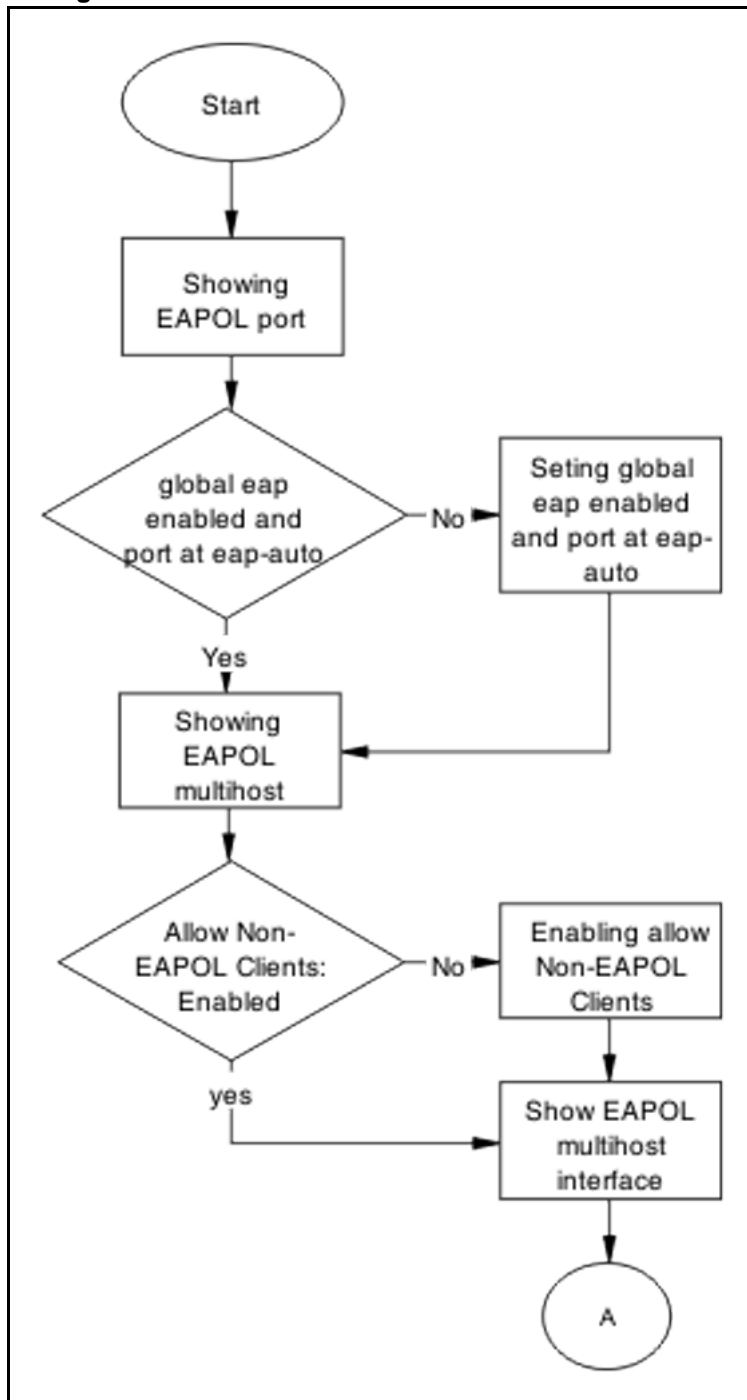 Start
Showing
EAPOL port
global eap
enabled and
port at eap-auto
No
Seting global
eap enabled
and port at eap-
auto
Yes
Showing
EAPOL
multihost
Allow Non-
EAPOL Clients:
Enabled
No
Enabling allow
Non-EAPOL
Clients
yes
Show EAPOL
multihost
interface
A